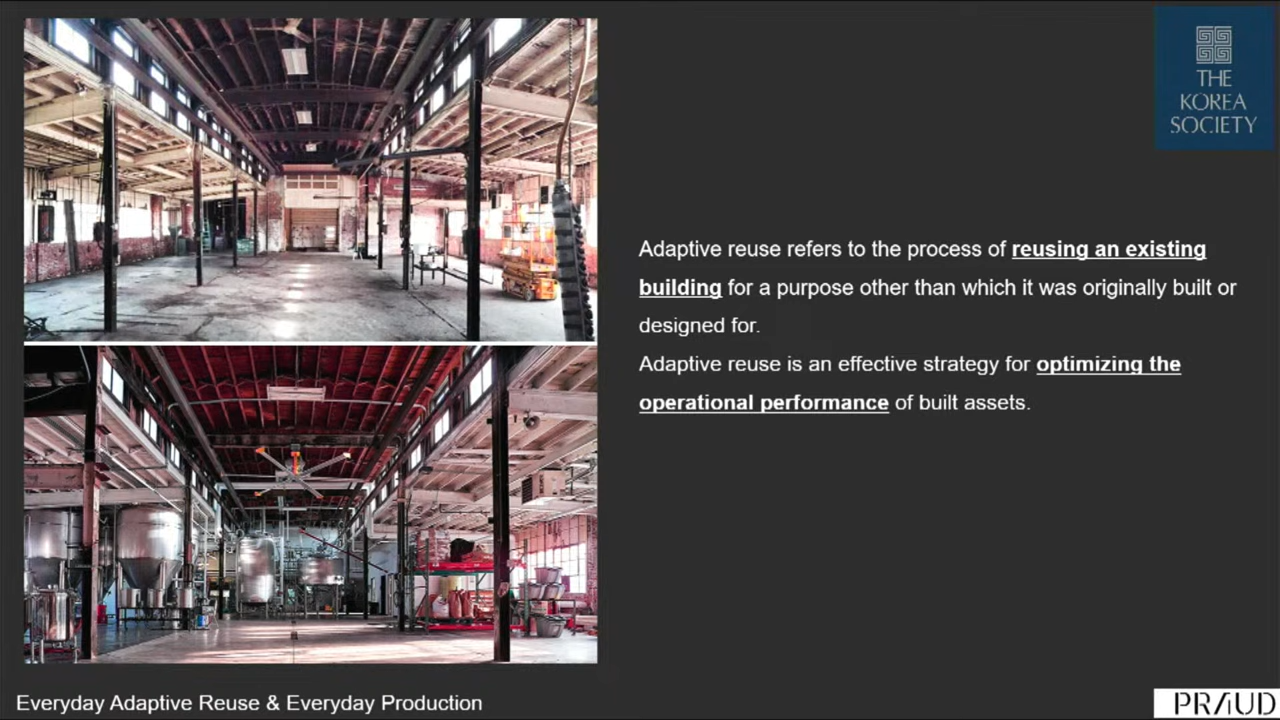 THE
KOREA
SOCIETY
Adaptive reuse refers to the process of reusing an existing
building for a purpose other than which it was originally built or
designed for.
Adaptive reuse is an effective strategy for optimizing the
operational performance of built assets.
Everyday Adaptive Reuse & Everyday Production
PRAUD